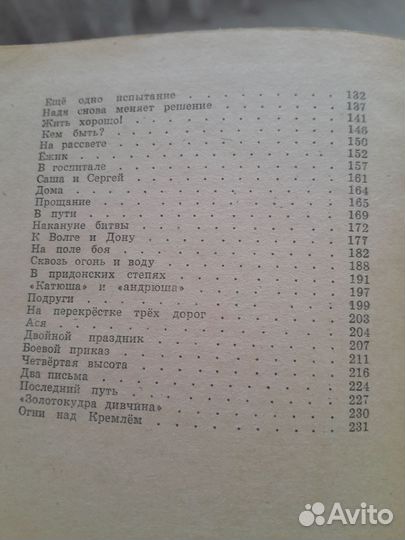 Ещё одно испытание . . . . . . . . 132
Надя снова меняет решение . . . . . . 137
Жить хорошо! . . . . . . . . . 141
Кем быть? . . . . . . . . . . 146
На рассвете . . . . . . . . . . 150
Ёжик . . . . . . . . . . . . 152
В госпитале . . . . . . . . . . 157
Саша и Сергей . . . . . . . . . 161
Дома . . . . . . . . . . . . 164
Прощание . . . . . . . . . . . 165
В пути . . . . . . . . . . . 169
Накануне битвы . . . . . . . . . 172
К Волге и Дону . . . . . . . . . 177
На поле боя . . . . . . . . . . 182
Сквозь огонь и воду . . . . . . . . 188
В придонских степях . . . . . . . . 191
«Катюша» и «андрюша» . . . . . . . 197
Подруги . . . . . . . . . . . 199
На перекрёстке трёх дорог . . . . . . 203
Ася . . . . . . . . . . . . 204
Двойной праздник . . . . . . . . . 207
Боевой приказ . . . . . . . . . . 211
Четвёртая высота . . . . . . . . . 216
Два письма . . . . . . . . . . . 224
Последний путь . . . . . . . . . . 227
«Золотокудра дивчина» . . . . . . . . 230
Огни над Кремлём . . . . . . . . . 231
Avito